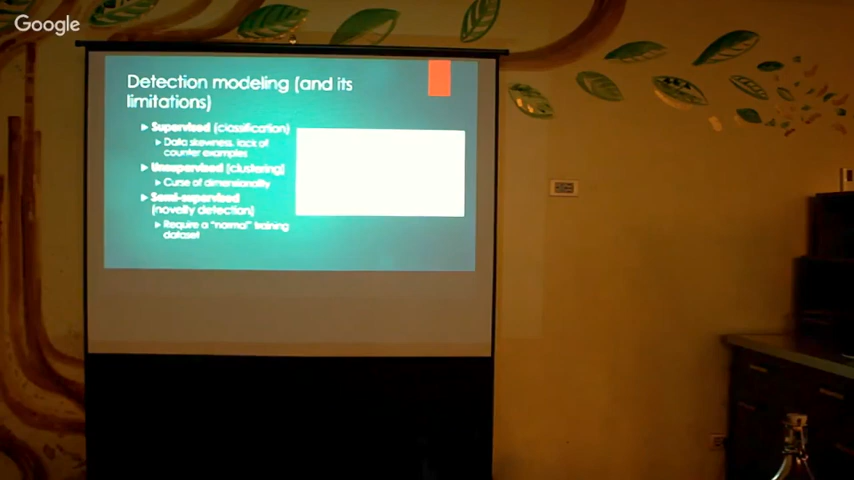 Google
Detection modeling (and its
limitations)
Supervised (classification)
Data skewness, lack of
counter examples
Unsupervised (clustering)
Curse of dimensionality
Semi-supervised
(novelty detection)
Require a "normal" training
dataset